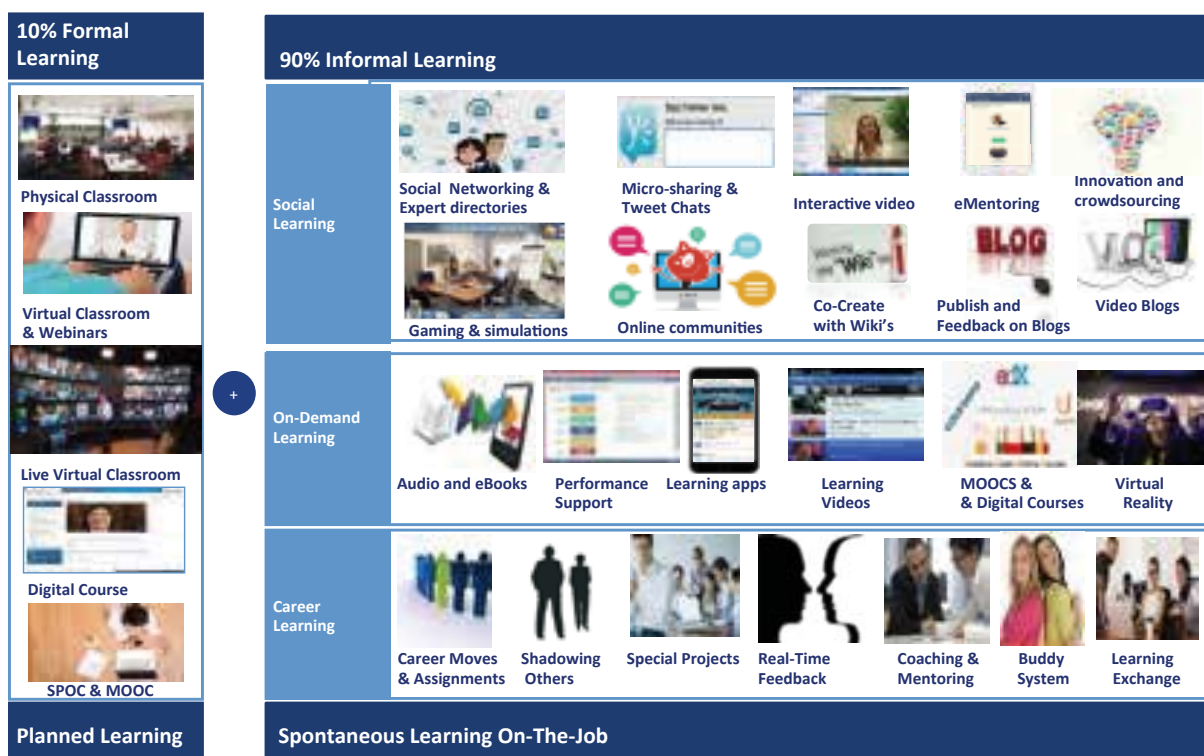 10% Formal
Learning
Physical Classroom
Virtual Classroom
& Webinars
Live Virtual Classroom
Digital Course
SPOC & MOOC
Planned Learning
+
90% Informal Learning
Social
Learning
Social Networking &
Expert directories
Micro-sharing &
Tweet Chats
Interactive video
eMentoring
Innovation and
crowdsourcing
Gaming & simulations
Online communities
Wiki
Co-Create
with Wiki's
BLOG
Publish and
Feedback on Blogs
VLOG
Video Blogs
On-Demand
Learning
Audio and eBooks
Performance
Support
Learning apps
Learning
Videos
edX
MOOCS &
& Digital Courses
Virtual
Reality
Career
Learning
Career Moves
& Assignments
Shadowing
Others
Special Projects
Real-Time
Feedback
Coaching &
Mentoring
Buddy
System
Learning
Exchange
Spontaneous Learning On-The-Job